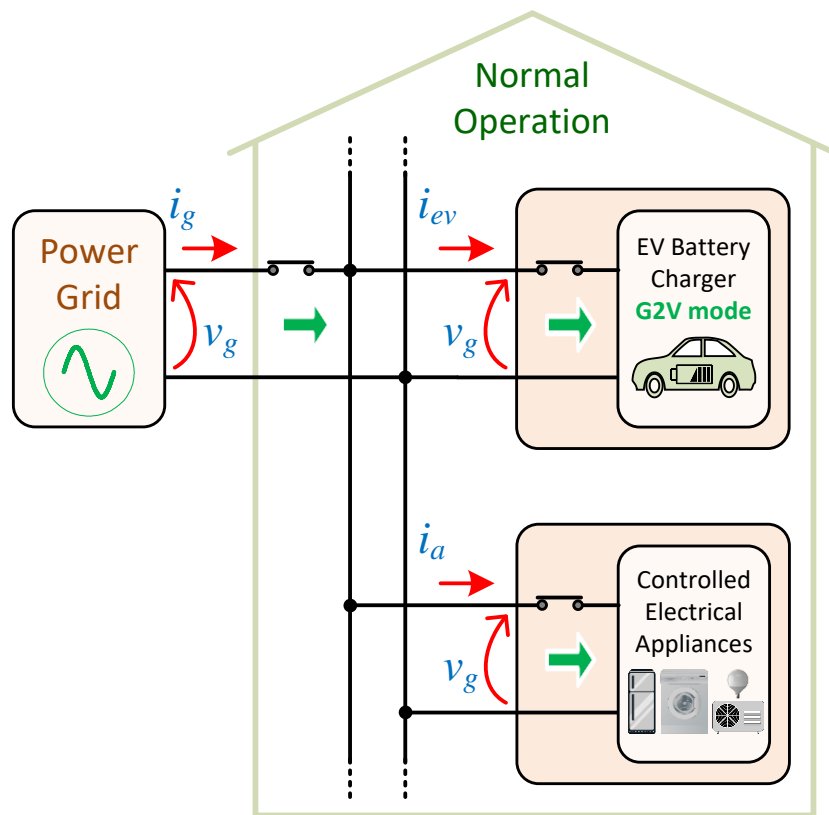 Normal
Operation
i_g
i_ev
Power
Grid
v_g
v_g
EV Battery
Charger
G2V mode
i_a
v_g
Controlled
Electrical
Appliances